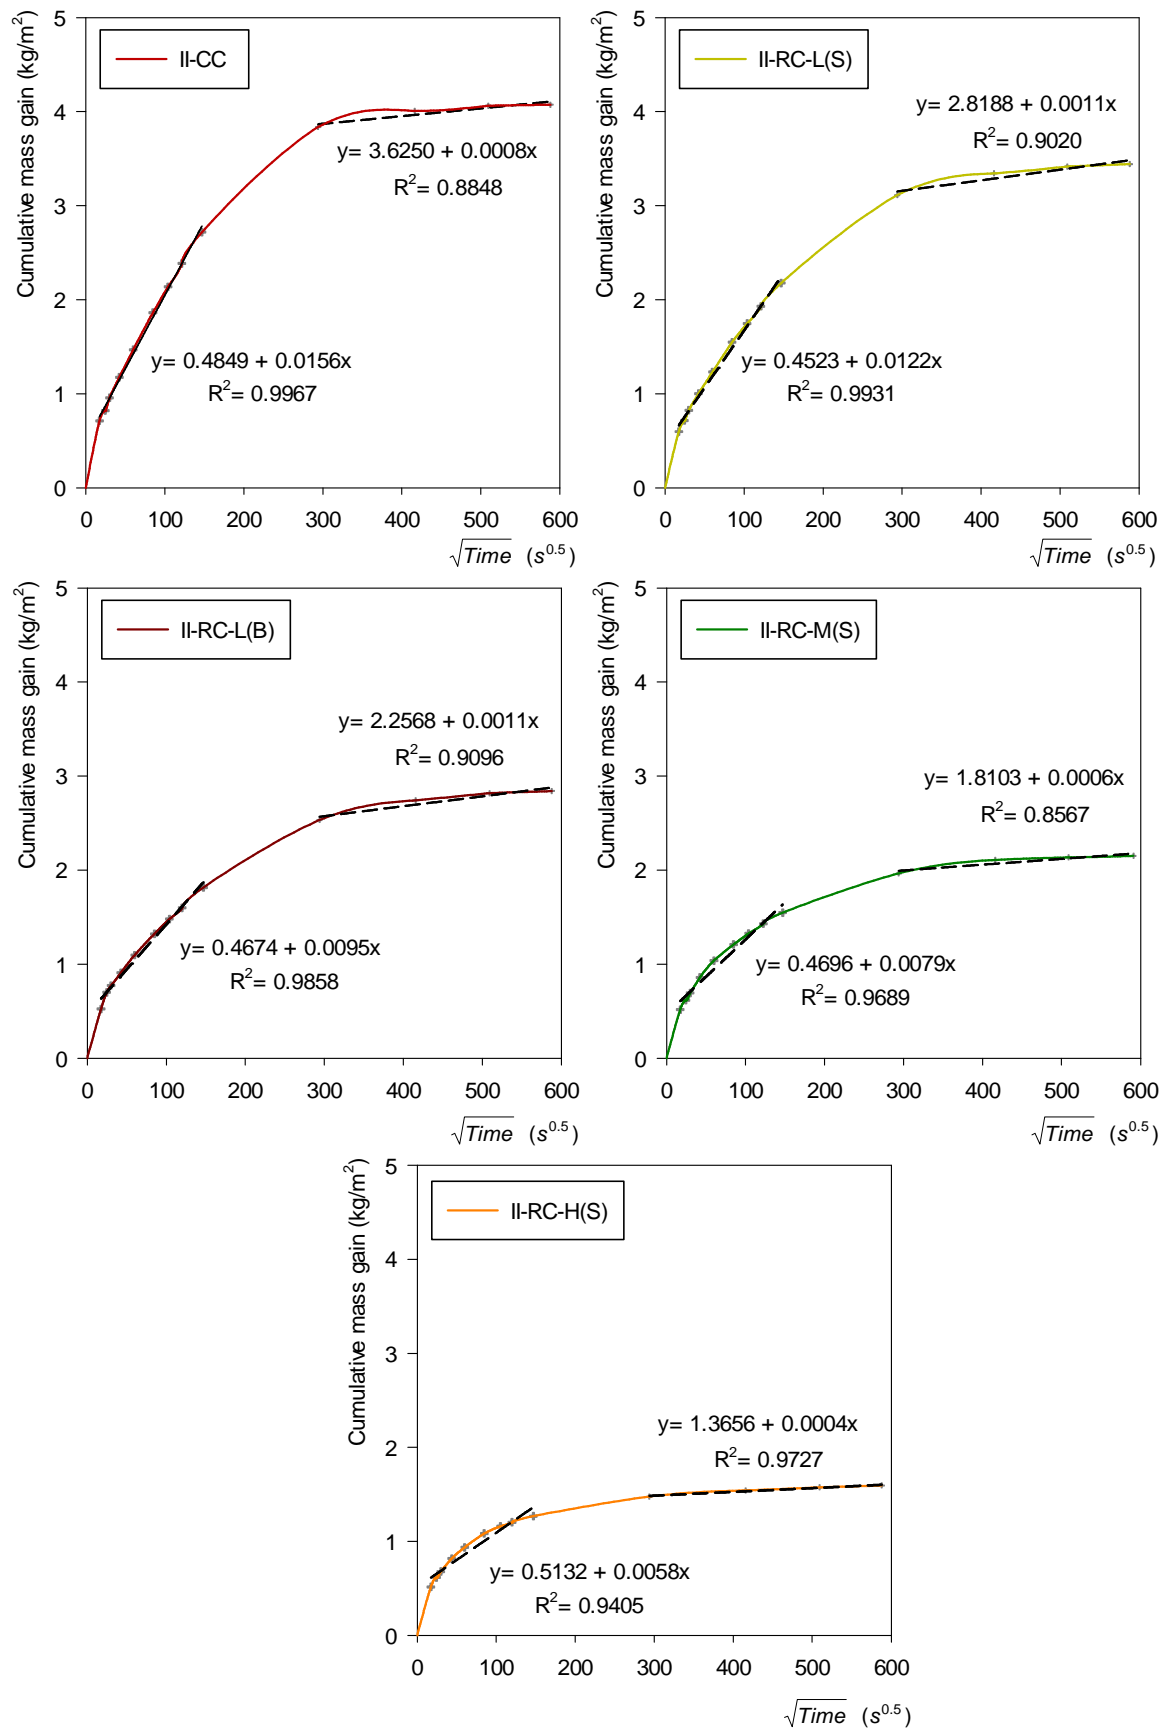 Cumulative mass gain (kg/m²)
5
4
3
2
1
0
II-CC
y= 3.6250 + 0.0008x
R²= 0.8848
y= 0.4849 + 0.0156x
R²= 0.9967
0 100 200 300 400 500 600
√Time (s^0.5)
Cumulative mass gain (kg/m²)
5
4
3
2
1
0
II-RC-L(S)
y= 2.8188 + 0.0011x
R²= 0.9020
y= 0.4523 + 0.0122x
R²= 0.9931
0 100 200 300 400 500 600
√Time (s^0.5)
Cumulative mass gain (kg/m²)
5
4
3
2
1
0
II-RC-L(B)
y= 2.2568 + 0.0011x
R²= 0.9096
y= 0.4674 + 0.0095x
R²= 0.9858
0 100 200 300 400 500 600
√Time (s^0.5)
Cumulative mass gain (kg/m²)
5
4
3
2
1
0
II-RC-M(S)
y= 1.8103 + 0.0006x
R²= 0.8567
y= 0.4696 + 0.0079x
R²= 0.9689
0 100 200 300 400 500 600
√Time (s^0.5)
Cumulative mass gain (kg/m²)
5
4
3
2
1
0
II-RC-H(S)
y= 1.3656 + 0.0004x
R²= 0.9727
y= 0.5132 + 0.0058x
R²= 0.9405
0 100 200 300 400 500 600
√Time (s^0.5)